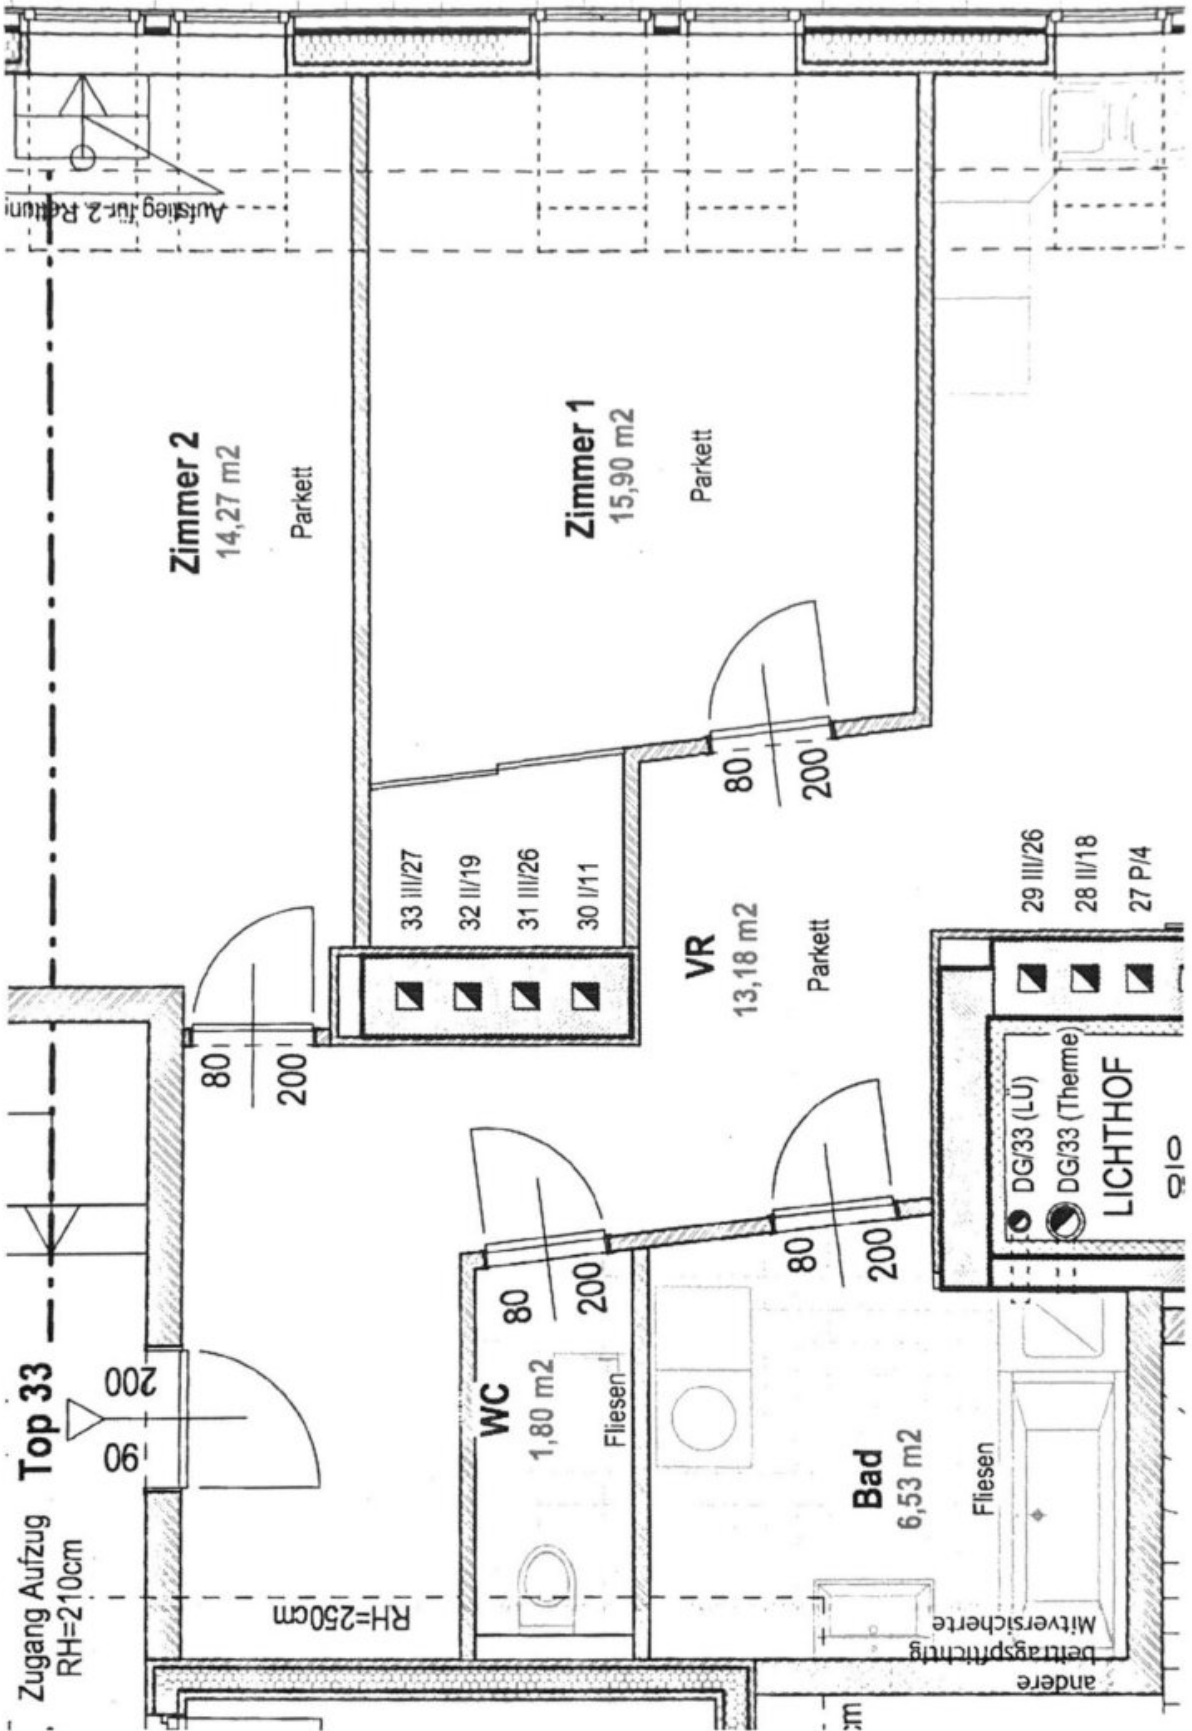 Zugang Aufzug
RH=210cm
Top 33
90
200
Aufstieg für 2. Rettung
Zimmer 2
14,27 m2
Parkett
80
200
Zimmer 1
15,90 m2
Parkett
80
200
33 III/27
32 II/19
31 III/26
30 I/11
VR
13,18 m2
Parkett
29 III/26
28 II/18
27 P/4
DG/33 (LÜ)
DG/33 (Therme)
LICHTHOF
WC
1,80 m2
Fliesen
80
200
Bad
6,53 m2
Fliesen
80
200
RH=250cm
andere
beitragspflichtig
Mitversicherte
cm